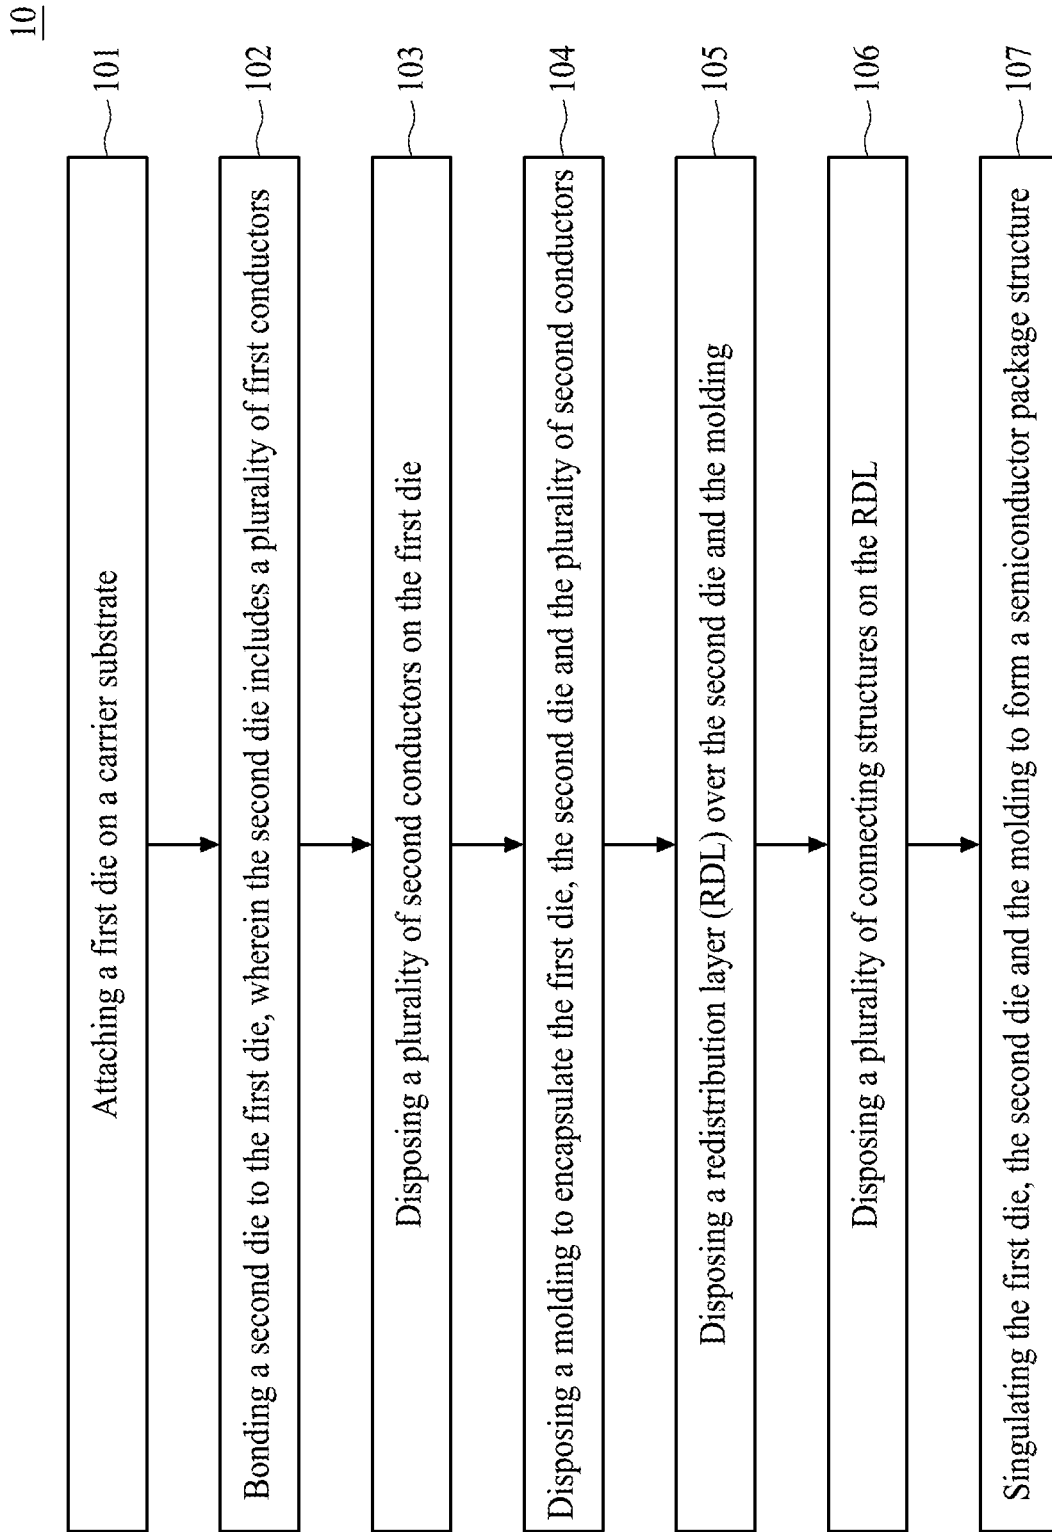 10
Attaching a first die on a carrier substrate
101
Bonding a second die to the first die, wherein the second die includes a plurality of first conductors
102
Disposing a plurality of second conductors on the first die
103
Disposing a molding to encapsulate the first die, the second die and the plurality of second conductors
104
Disposing a redistribution layer (RDL) over the second die and the molding
105
Disposing a plurality of connecting structures on the RDL
106
Singulating the first die, the second die and the molding to form a semiconductor package structure
107